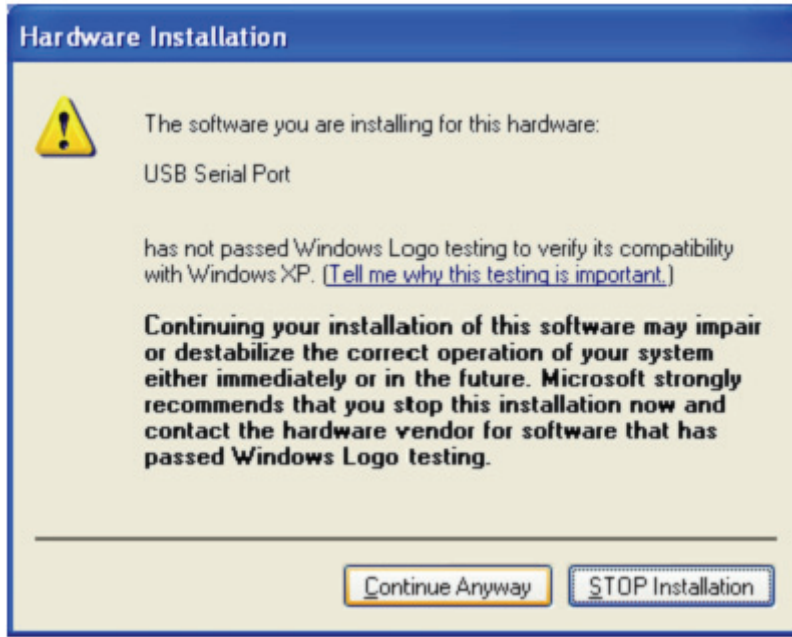 Hardware Installation
The software you are installing for this hardware:
USB Serial Port
has not passed Windows Logo testing to verify its compatibility
with Windows XP. (Tell me why this testing is important.)
Continuing your installation of this software may impair
or destabilize the correct operation of your system
either immediately or in the future. Microsoft strongly
recommends that you stop this installation now and
contact the hardware vendor for software that has
passed Windows Logo testing.
Continue Anyway STOP Installation